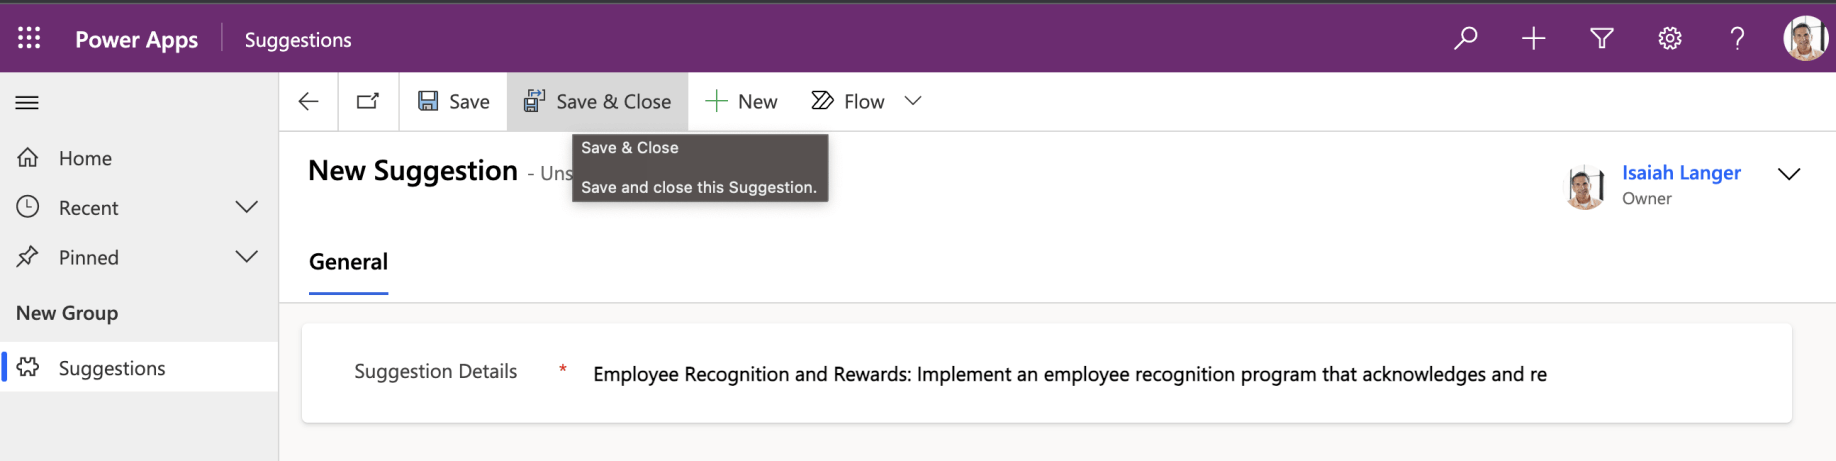 Power Apps Suggestions
Save Save & Close New Flow
Save & Close
Save and close this Suggestion.
New Suggestion - Uns
Isaiah Langer
Owner
Home
Recent
Pinned
New Group
Suggestions
General
Suggestion Details * Employee Recognition and Rewards: Implement an employee recognition program that acknowledges and re